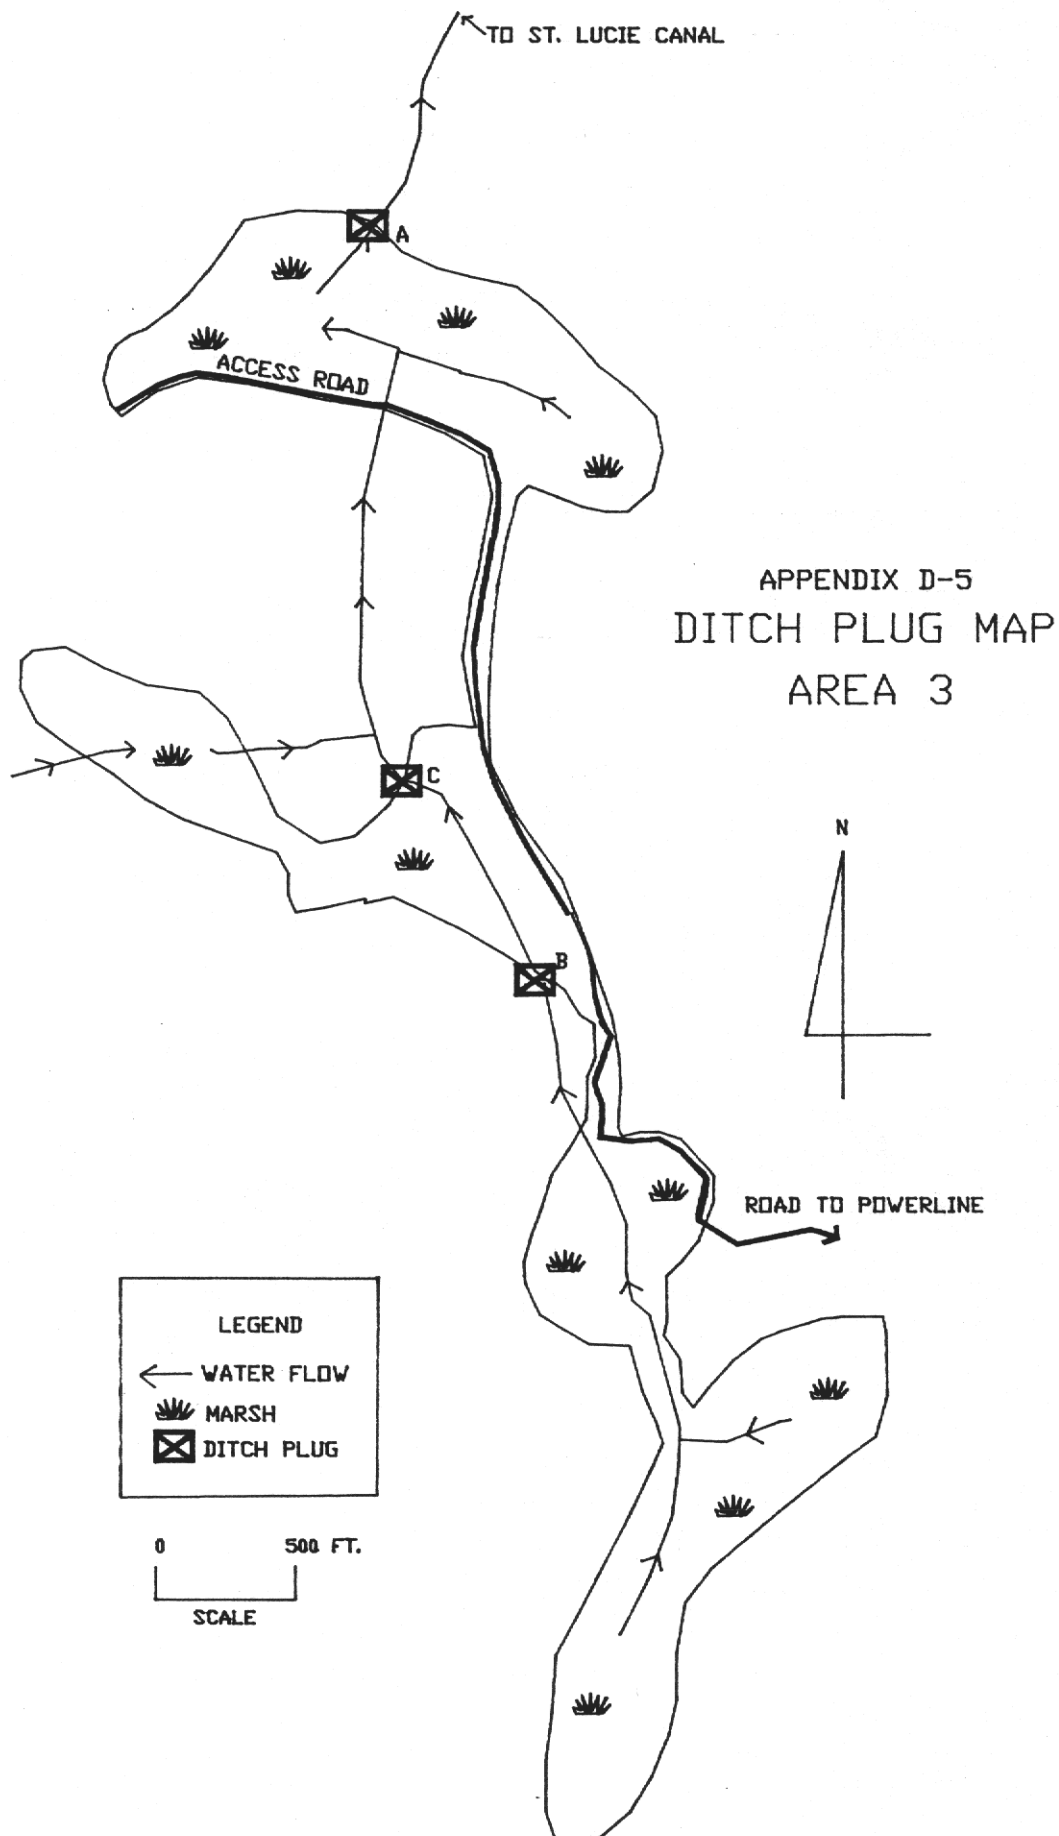 TO ST. LUCIE CANAL
A
ACCESS ROAD
APPENDIX D-5
DITCH PLUG MAP
AREA 3
C
N
B
ROAD TO POWERLINE
LEGEND
WATER FLOW
MARSH
DITCH PLUG
0 500 FT.
SCALE